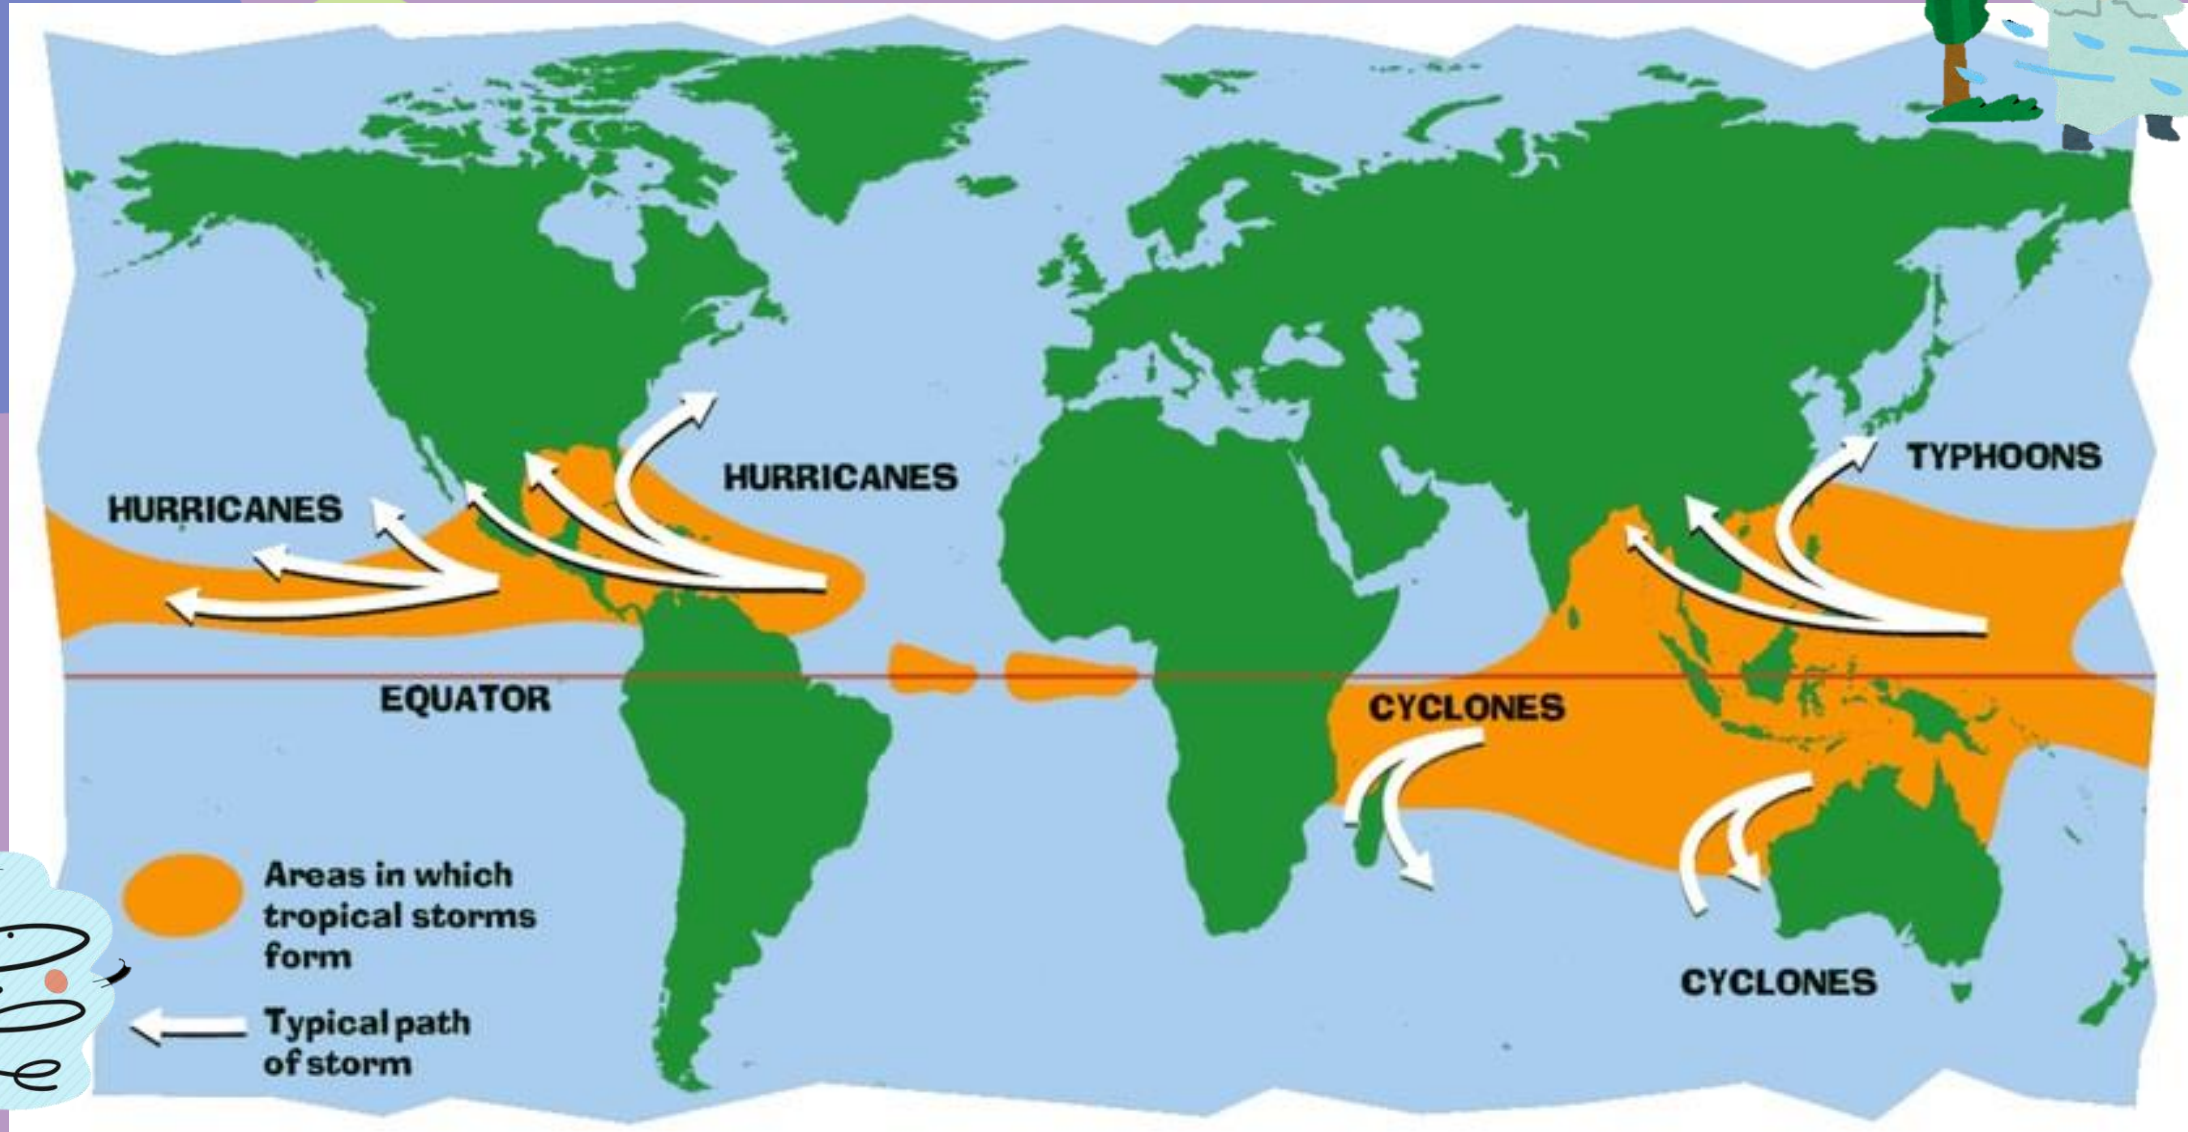 TYPHOONS
HURRICANES
HURRICANES
EQUATOR
CYCLONES
Areas in which
tropical storms
form
CYCLONES
Typical path
of storm